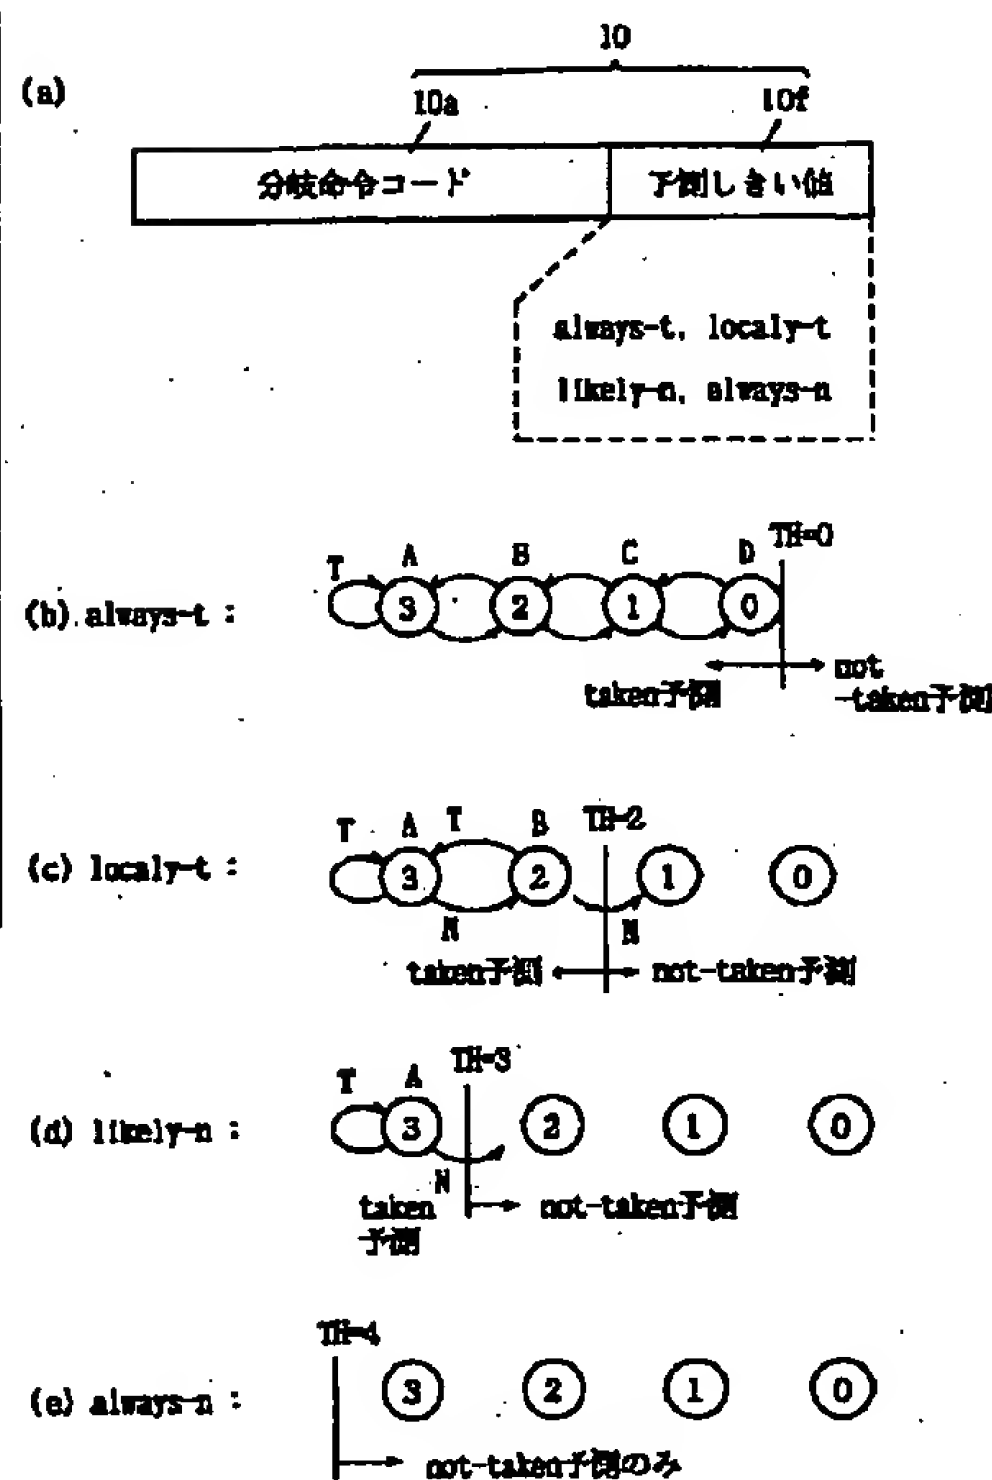 10
(a)
10a 10f
分岐命令コード 予測しきい値
always-t, localy-t
likely-n, always-n
(b) always-t :
T A B C D TH=0
3 2 1 0
taken予測 not
-taken予測
(c) localy-t :
T A T B TH=2
3 2 1 0
N N
taken予測 not-taken予測
(d) likely-n :
T A TH=3
3 2 1 0
N
taken
予測
not-taken予測
(e) always-n :
TH=4
3 2 1 0
not-taken予測のみ